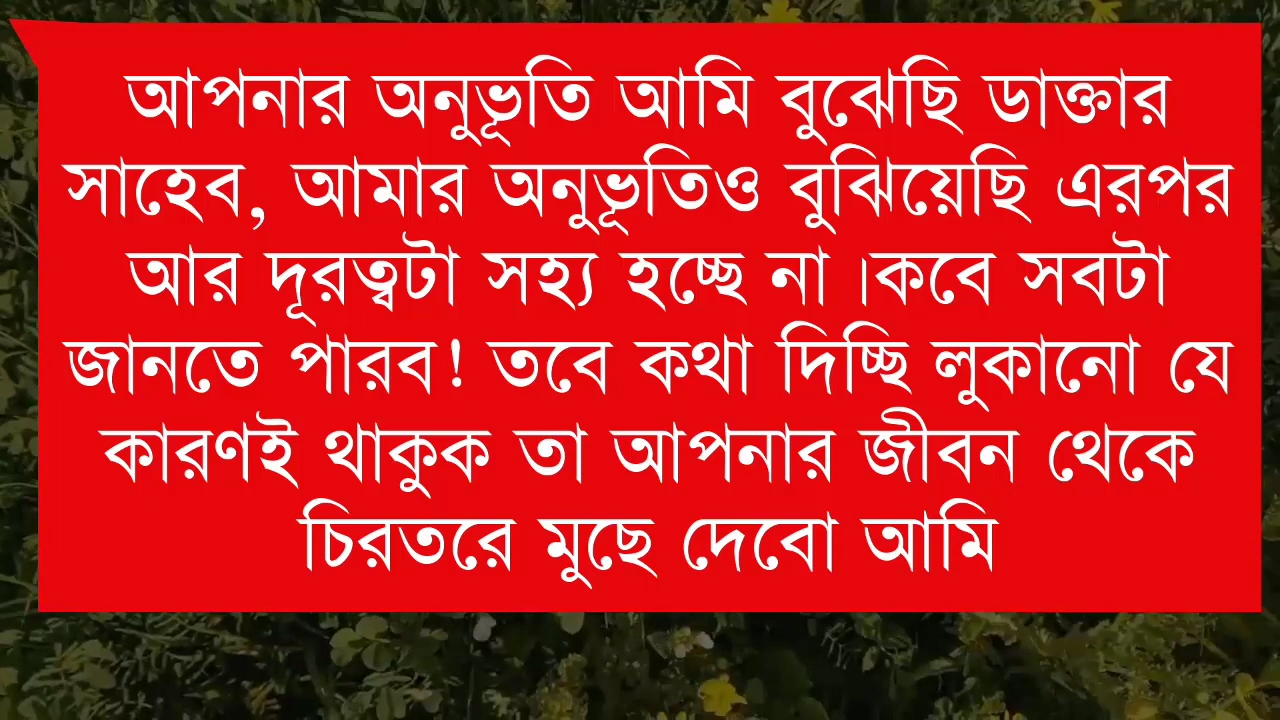 আপনার অনুভূতি আমি বুঝেছি ডাক্তার
সাহেব, আমার অনুভূতিও বুঝিয়েছি এরপর
আর দূরত্বটা সহ্য হচ্ছে না।কবে সবটা
জানতে পারব! তবে কথা দিচ্ছি লুকানো যে
কারণই থাকুক তা আপনার জীবন থেকে
চিরতরে মুছে দেবো আমি